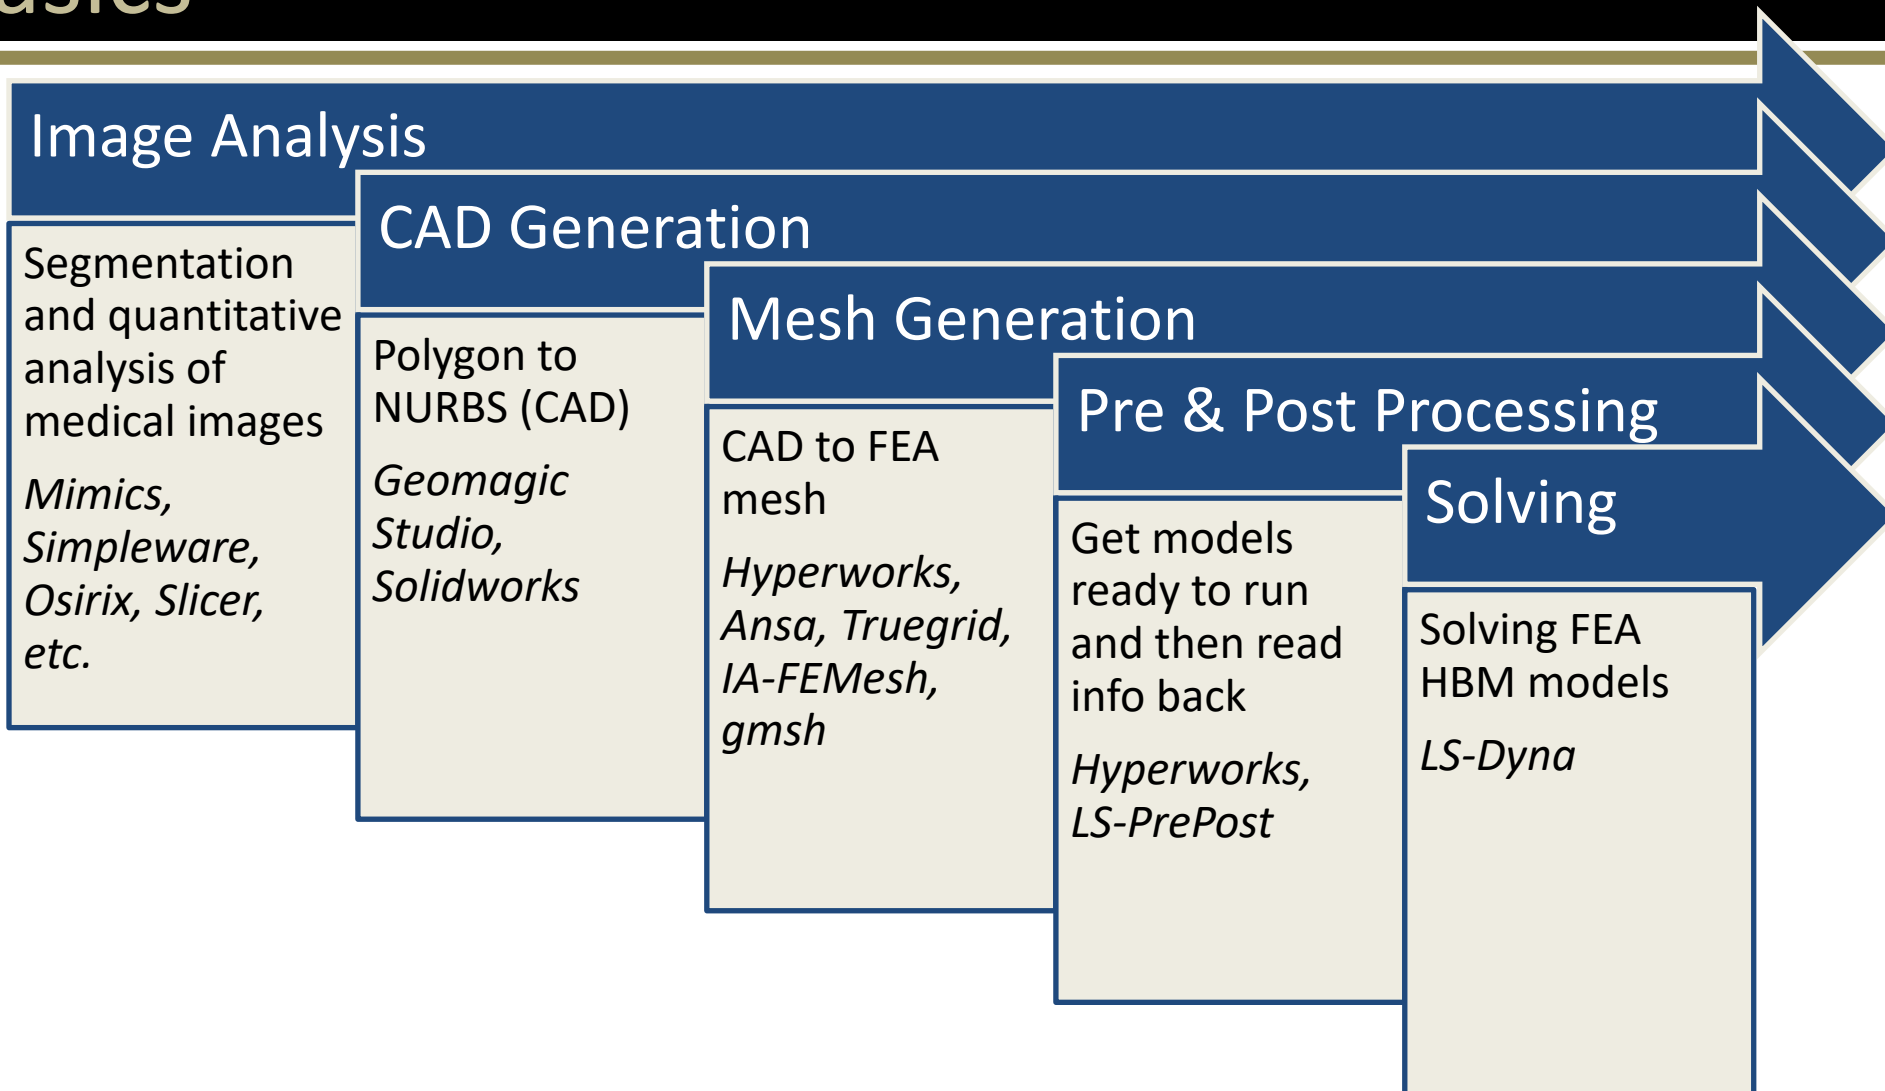 Image Analysis
Segmentation
and quantitative
analysis of
medical images
Mimics,
Simpleware,
Osirix, Slicer,
etc.
CAD Generation
Polygon to
NURBS (CAD)
Geomagic
Studio,
Solidworks
Mesh Generation
CAD to FEA
mesh
Hyperworks,
Ansa, Truegrid,
IA-FEMesh,
gmsh
Pre & Post Processing
Get models
ready to run
and then read
info back
Hyperworks,
LS-PrePost
Solving
Solving FEA
HBM models
LS-Dyna